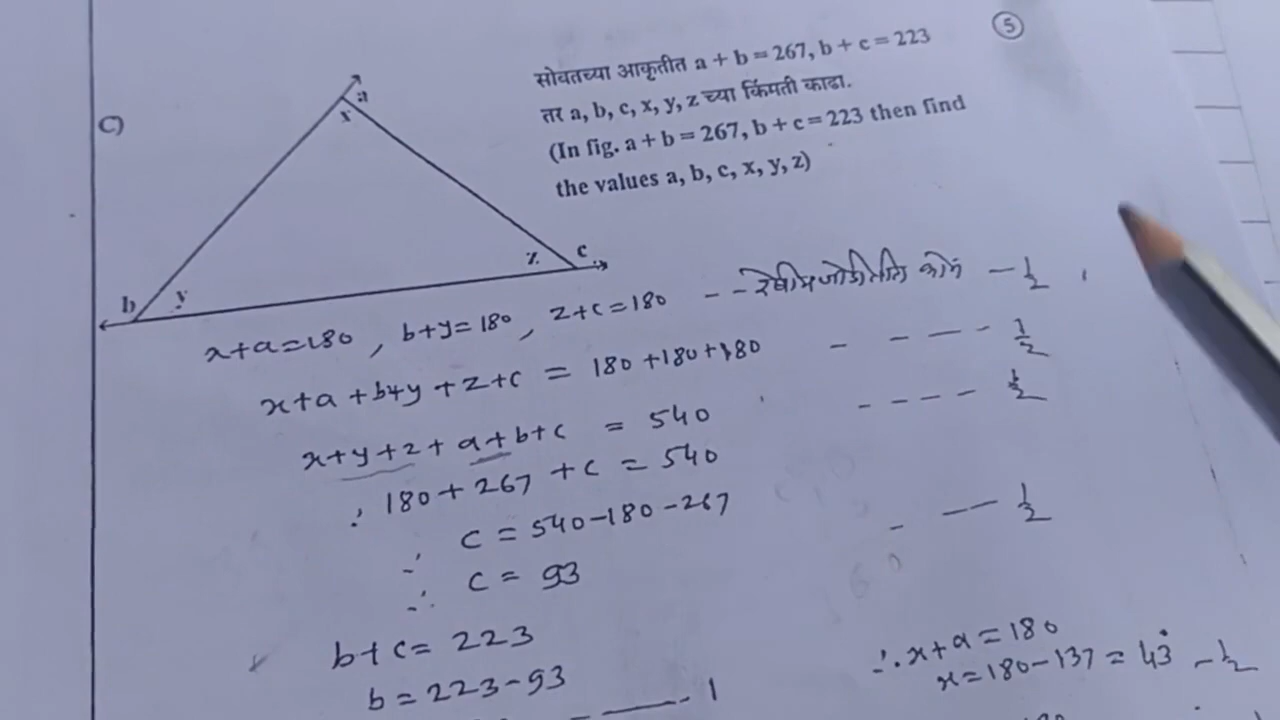 5
सोबतच्या आकृतीत a + b = 267, b + c = 223
तर a, b, c, x, y, z च्या किंमती काढा.
(In fig. a + b = 267, b + c = 223 then find
the values a, b, c, x, y, z)
C)
a
x
z
c
b
y
x+a=180 , b+y=180 , z+c=180 - - रेषीय जोडीतील कोन - 1/2
x+a+b+y+z+c = 180+180+180 - - - - 1/2
x+y+z+a+b+c = 540 - - - - 1/2
∴ 180+267+c = 540
∴ c = 540-180-267 - - - 1/2
∴ c = 93
b+c= 223
b = 223-93
- - 1
∴ x+a=180
x=180-137 = 43° - 1/2